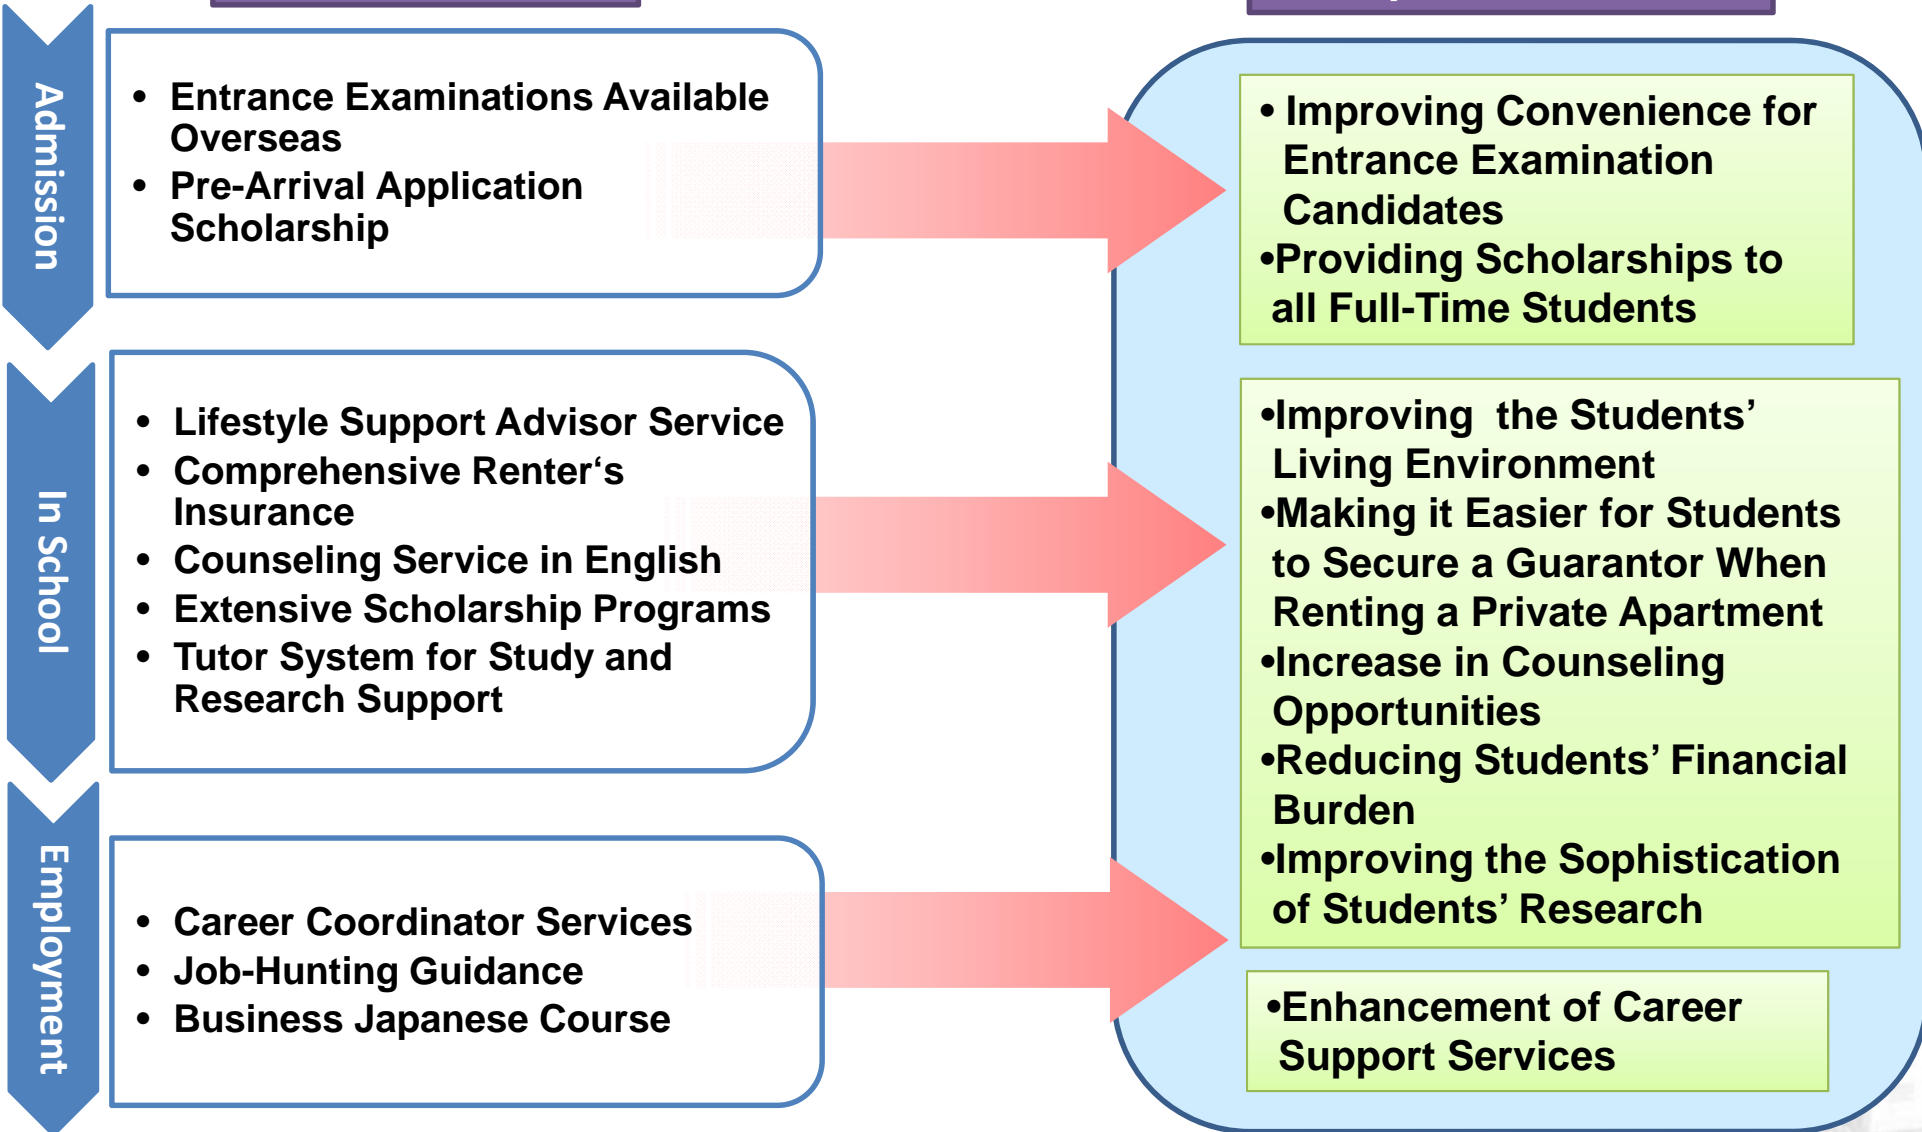 Admission
• Entrance Examinations Available
Overseas
• Pre-Arrival Application
Scholarship
• Improving Convenience for
Entrance Examination
Candidates
•Providing Scholarships to
all Full-Time Students
In School
• Lifestyle Support Advisor Service
• Comprehensive Renter‘s
Insurance
• Counseling Service in English
• Extensive Scholarship Programs
• Tutor System for Study and
Research Support
•Improving the Students’
Living Environment
•Making it Easier for Students
to Secure a Guarantor When
Renting a Private Apartment
•Increase in Counseling
Opportunities
•Reducing Students’ Financial
Burden
•Improving the Sophistication
of Students’ Research
Employment
• Career Coordinator Services
• Job-Hunting Guidance
• Business Japanese Course
•Enhancement of Career
Support Services